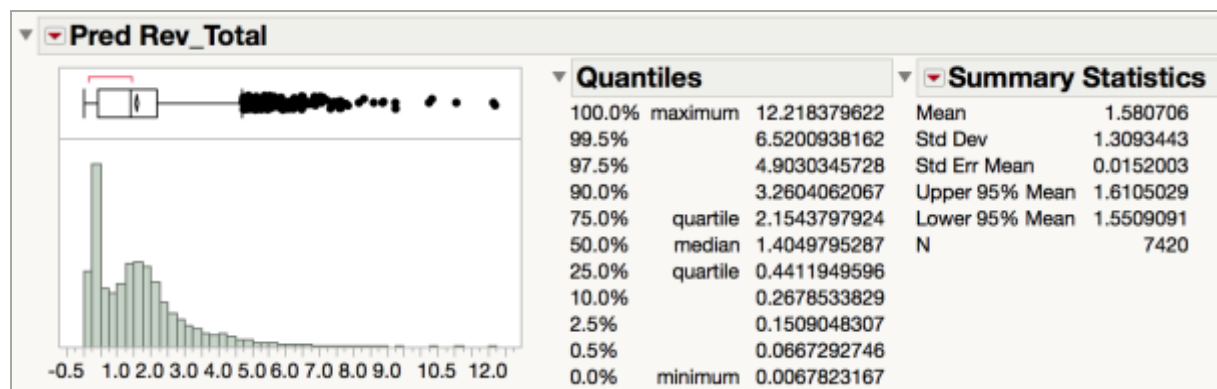 Pred Rev_Total
-0.5 1.0 2.0 3.0 4.0 5.0 6.0 7.0 8.0 9.0 10.5 12.0
Quantiles
100.0% maximum 12.218379622
99.5% 6.5200938162
97.5% 4.9030345728
90.0% 3.2604062067
75.0% quartile 2.1543797924
50.0% median 1.4049795287
25.0% quartile 0.4411949596
10.0% 0.2678533829
2.5% 0.1509048307
0.5% 0.0667292746
0.0% minimum 0.0067823167
Summary Statistics
Mean 1.580706
Std Dev 1.3093443
Std Err Mean 0.0152003
Upper 95% Mean 1.6105029
Lower 95% Mean 1.5509091
N 7420